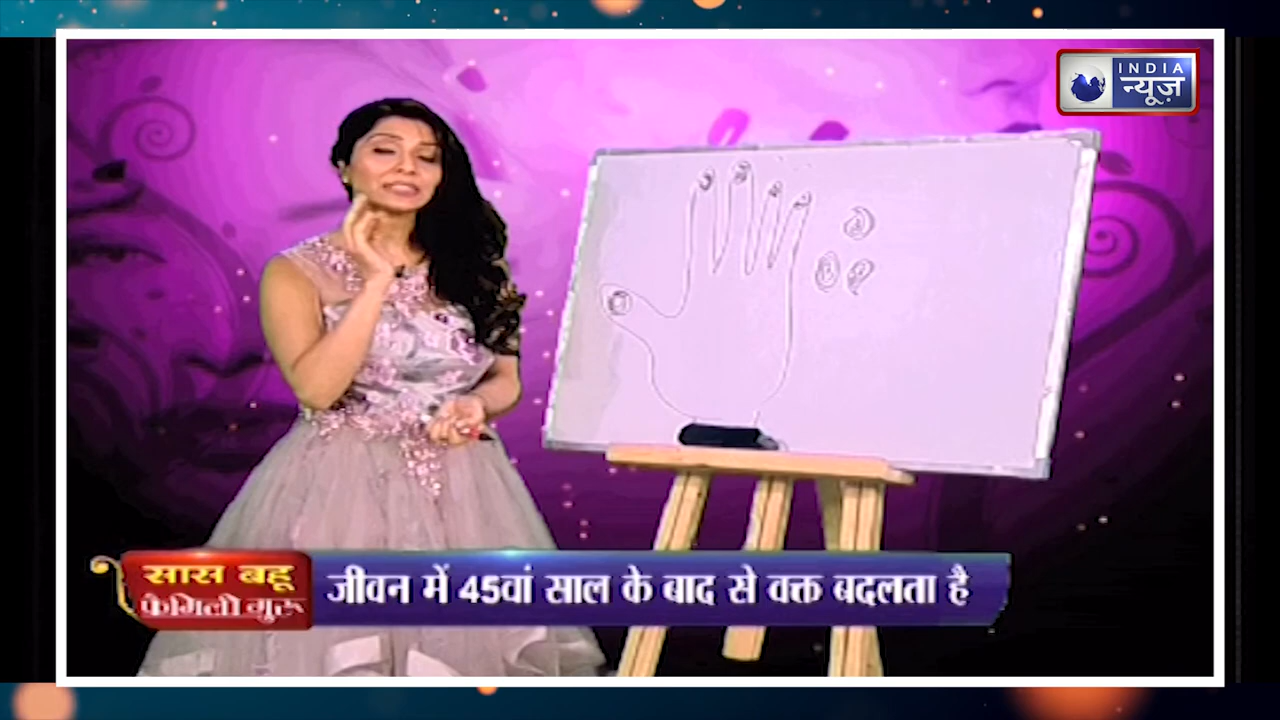 INDIA
न्यूज़
सास बहू
फैमिली गुरू
जीवन में 45वां साल के बाद से वक्त बदलता है